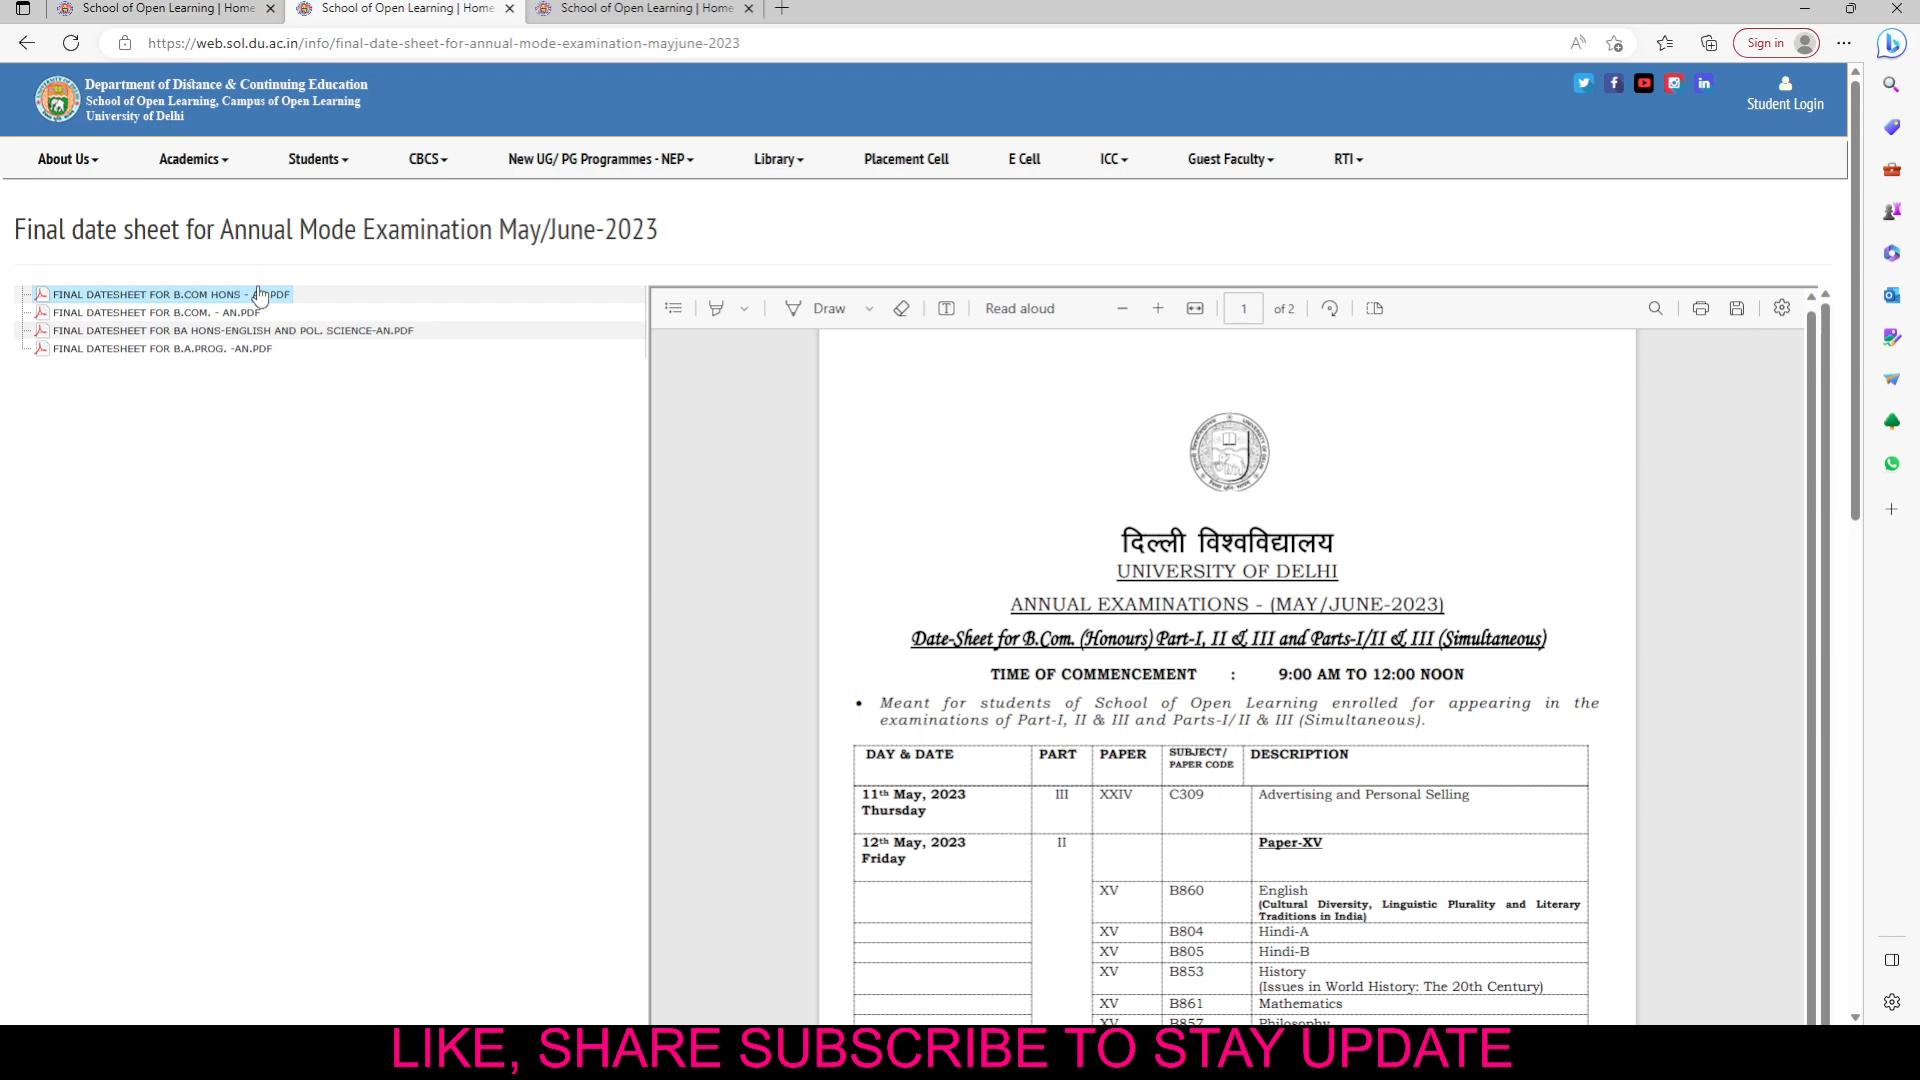 School of Open Learning | Home
School of Open Learning | Home
School of Open Learning | Home
https://web.sol.du.ac.in/info/final-date-sheet-for-annual-mode-examination-mayjune-2023
Sign in
Department of Distance & Continuing Education
School of Open Learning, Campus of Open Learning
University of Delhi
Student Login
About Us
Academics
Students
CBCS
New UG/ PG Programmes - NEP
Library
Placement Cell
E Cell
ICC
Guest Faculty
RTI
Final date sheet for Annual Mode Examination May/June-2023
FINAL DATESHEET FOR B.COM HONS - PDF
FINAL DATESHEET FOR B.COM. - AN.PDF
FINAL DATESHEET FOR BA HONS-ENGLISH AND POL. SCIENCE-AN.PDF
FINAL DATESHEET FOR B.A.PROG. -AN.PDF
Draw
Read aloud
1 of 2
दिल्ली विश्वविद्यालय
UNIVERSITY OF DELHI
ANNUAL EXAMINATIONS - (MAY/JUNE-2023)
Date-Sheet for B.Com. (Honours) Part-I, II & III and Parts-I/II & III (Simultaneous)
TIME OF COMMENCEMENT : 9:00 AM TO 12:00 NOON
• Meant for students of School of Open Learning enrolled for appearing in the
examinations of Part-I, II & III and Parts-I/II & III (Simultaneous).
DAY & DATE PART PAPER SUBJECT/ PAPER CODE DESCRIPTION
11th May, 2023 III XXIV C309 Advertising and Personal Selling
Thursday
12th May, 2023 II Paper-XV
Friday
XV B860 English
(Cultural Diversity, Linguistic Plurality and Literary
Traditions in India)
XV B804 Hindi-A
XV B805 Hindi-B
XV B853 History
(Issues in World History: The 20th Century)
XV B861 Mathematics
XV B857 Philosophy
LIKE, SHARE SUBSCRIBE TO STAY UPDATE